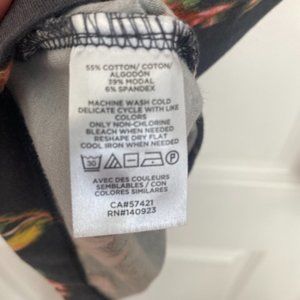 55% COTTON/ COTON/
ALGODÓN
39% MODAL
6% SPANDEX
MACHINE WASH COLD
DELICATE CYCLE WITH LIKE
COLORS
ONLY NON-CHLORINE
BLEACH WHEN NEEDED
RESHAPE DRY FLAT
COOL IRON WHEN NEEDED
30 P
AVEC DES COULEURS
SEMBLABLES / CON
COLORES SIMILARES
CA#57421
RN#140923